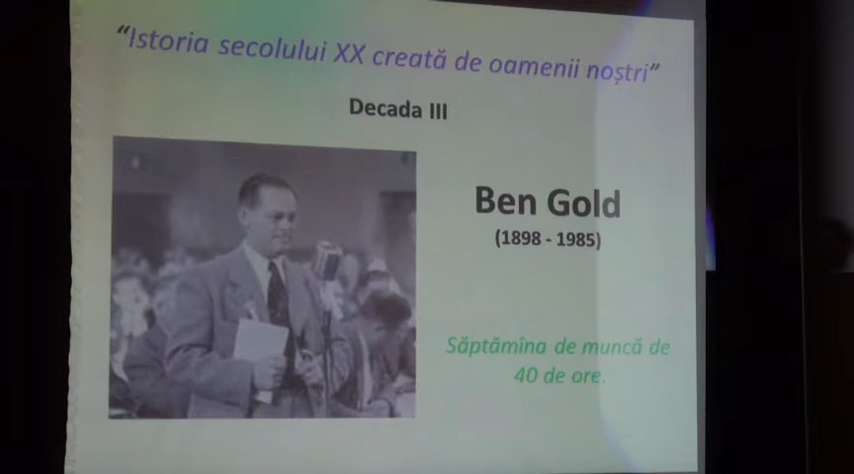 “Istoria secolului XX creată de oamenii noștri”
Decada III
Ben Gold
(1898 - 1985)
Săptămîna de muncă de
40 de ore.